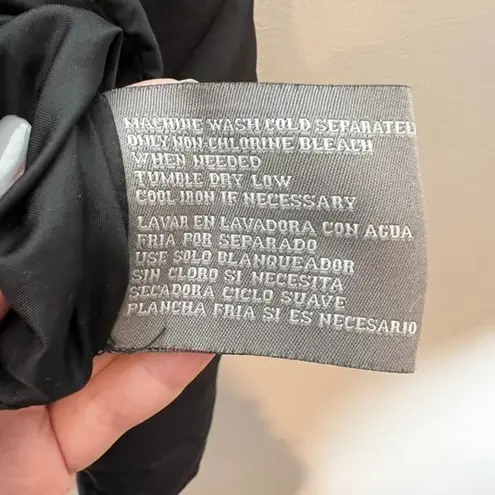 MACHINE WASH COLD SEPARATEL
ONLY NON-CHLORINE BLEACH
WHEN NEEDED
TUMBLE DRY LOW
COOL IRON IF NECESSARY
LAVAR EN LAVADORA CON AGUA
FRIA POR SEPARADO
USE SOLO BLANQUEADOR
SIN CLORO SI NECESITA
SECADORA CICLO SUAVE
PLANCHA FRIA SI ES NECESARIO